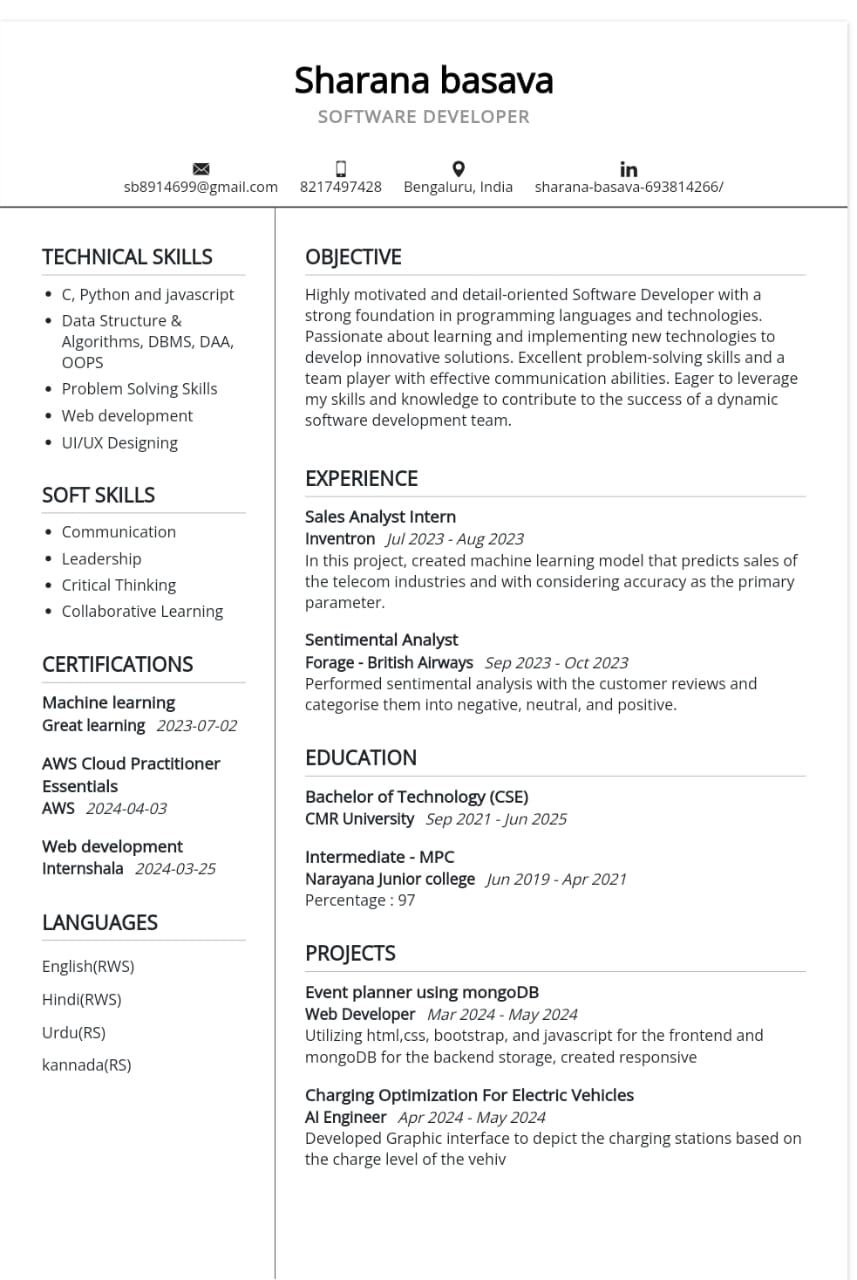 Sharana basava
SOFTWARE DEVELOPER
sb8914699@gmail.com
8217497428
Bengaluru, India
in
sharana-basava-693814266/
TECHNICAL SKILLS
• C, Python and javascript
• Data Structure &
Algorithms, DBMS, DAA,
OOPS
• Problem Solving Skills
• Web development
• UI/UX Designing
SOFT SKILLS
• Communication
• Leadership
• Critical Thinking
• Collaborative Learning
CERTIFICATIONS
Machine learning
Great learning 2023-07-02
AWS Cloud Practitioner
Essentials
AWS 2024-04-03
Web development
Internshala 2024-03-25
LANGUAGES
English(RWS)
Hindi(RWS)
Urdu(RS)
kannada(RS)
OBJECTIVE
Highly motivated and detail-oriented Software Developer with a
strong foundation in programming languages and technologies.
Passionate about learning and implementing new technologies to
develop innovative solutions. Excellent problem-solving skills and a
team player with effective communication abilities. Eager to leverage
my skills and knowledge to contribute to the success of a dynamic
software development team.
EXPERIENCE
Sales Analyst Intern
Inventron Jul 2023 - Aug 2023
In this project, created machine learning model that predicts sales of
the telecom industries and with considering accuracy as the primary
parameter.
Sentimental Analyst
Forage - British Airways Sep 2023 - Oct 2023
Performed sentimental analysis with the customer reviews and
categorise them into negative, neutral, and positive.
EDUCATION
Bachelor of Technology (CSE)
CMR University Sep 2021 - Jun 2025
Intermediate - MPC
Narayana Junior college Jun 2019 - Apr 2021
Percentage : 97
PROJECTS
Event planner using mongoDB
Web Developer Mar 2024 - May 2024
Utilizing html,css, bootstrap, and javascript for the frontend and
mongoDB for the backend storage, created responsive
Charging Optimization For Electric Vehicles
AI Engineer Apr 2024 - May 2024
Developed Graphic interface to depict the charging stations based on
the charge level of the vehiv